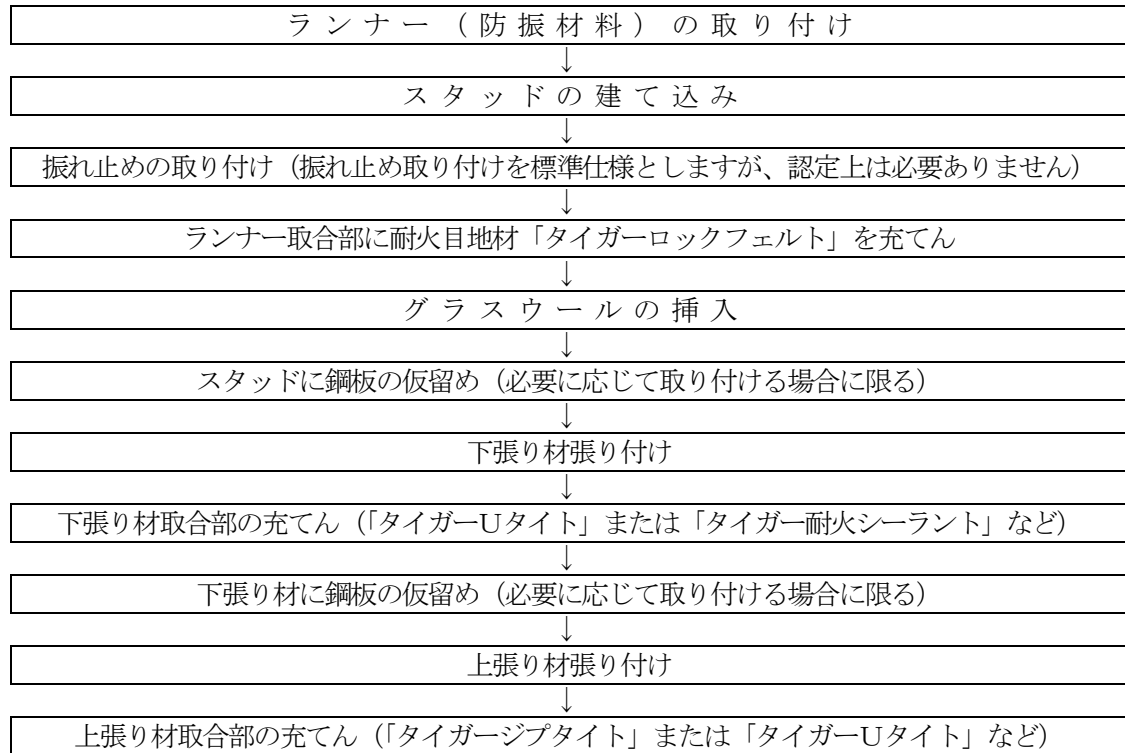 ランナー（防振材料）の取り付け
↓
スタッドの建て込み
↓
振れ止めの取り付け（振れ止め取り付けを標準仕様としますが、認定上は必要ありません）
↓
ランナー取合部に耐火目地材「タイガーロックフェルト」を充てん
↓
グラスウールの挿入
↓
スタッドに鋼板の仮留め（必要に応じて取り付ける場合に限る）
↓
下張り材張り付け
↓
下張り材取合部の充てん（「タイガーＵタイト」または「タイガー耐火シーラント」など）
↓
下張り材に鋼板の仮留め（必要に応じて取り付ける場合に限る）
↓
上張り材張り付け
↓
上張り材取合部の充てん（「タイガージプタイト」または「タイガーＵタイト」など）